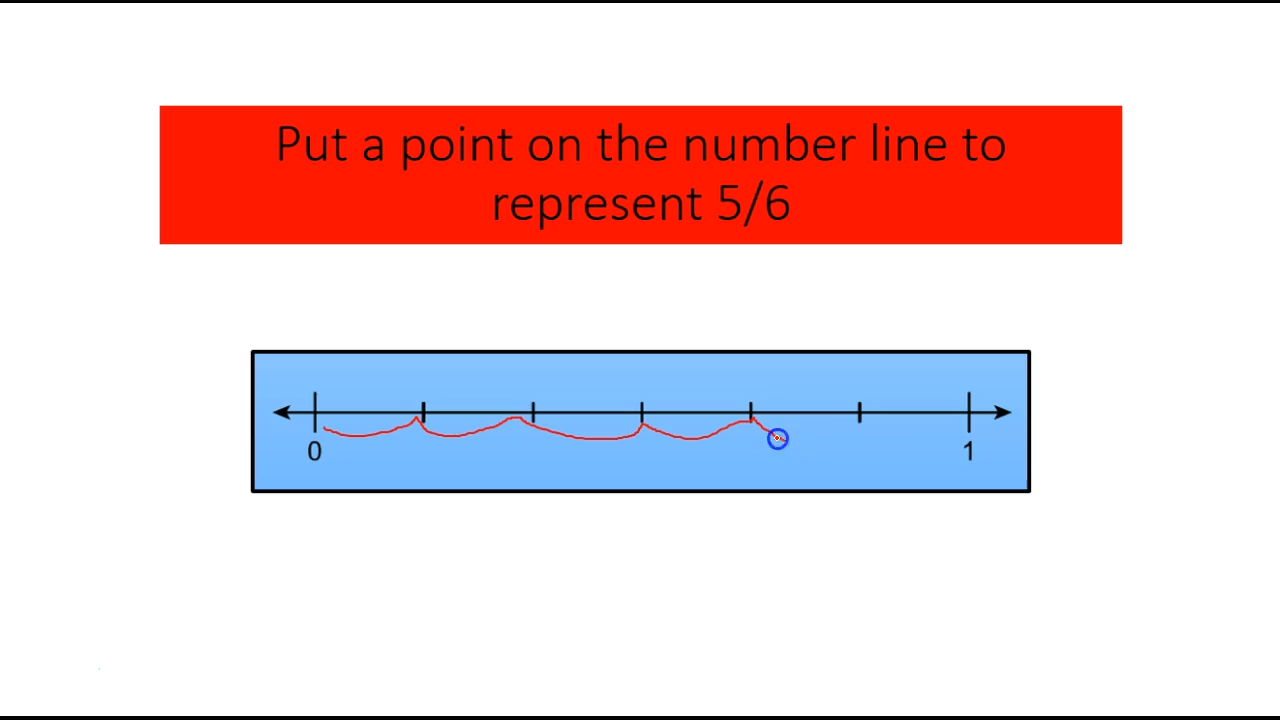 Put a point on the number line to
represent 5/6
0 1